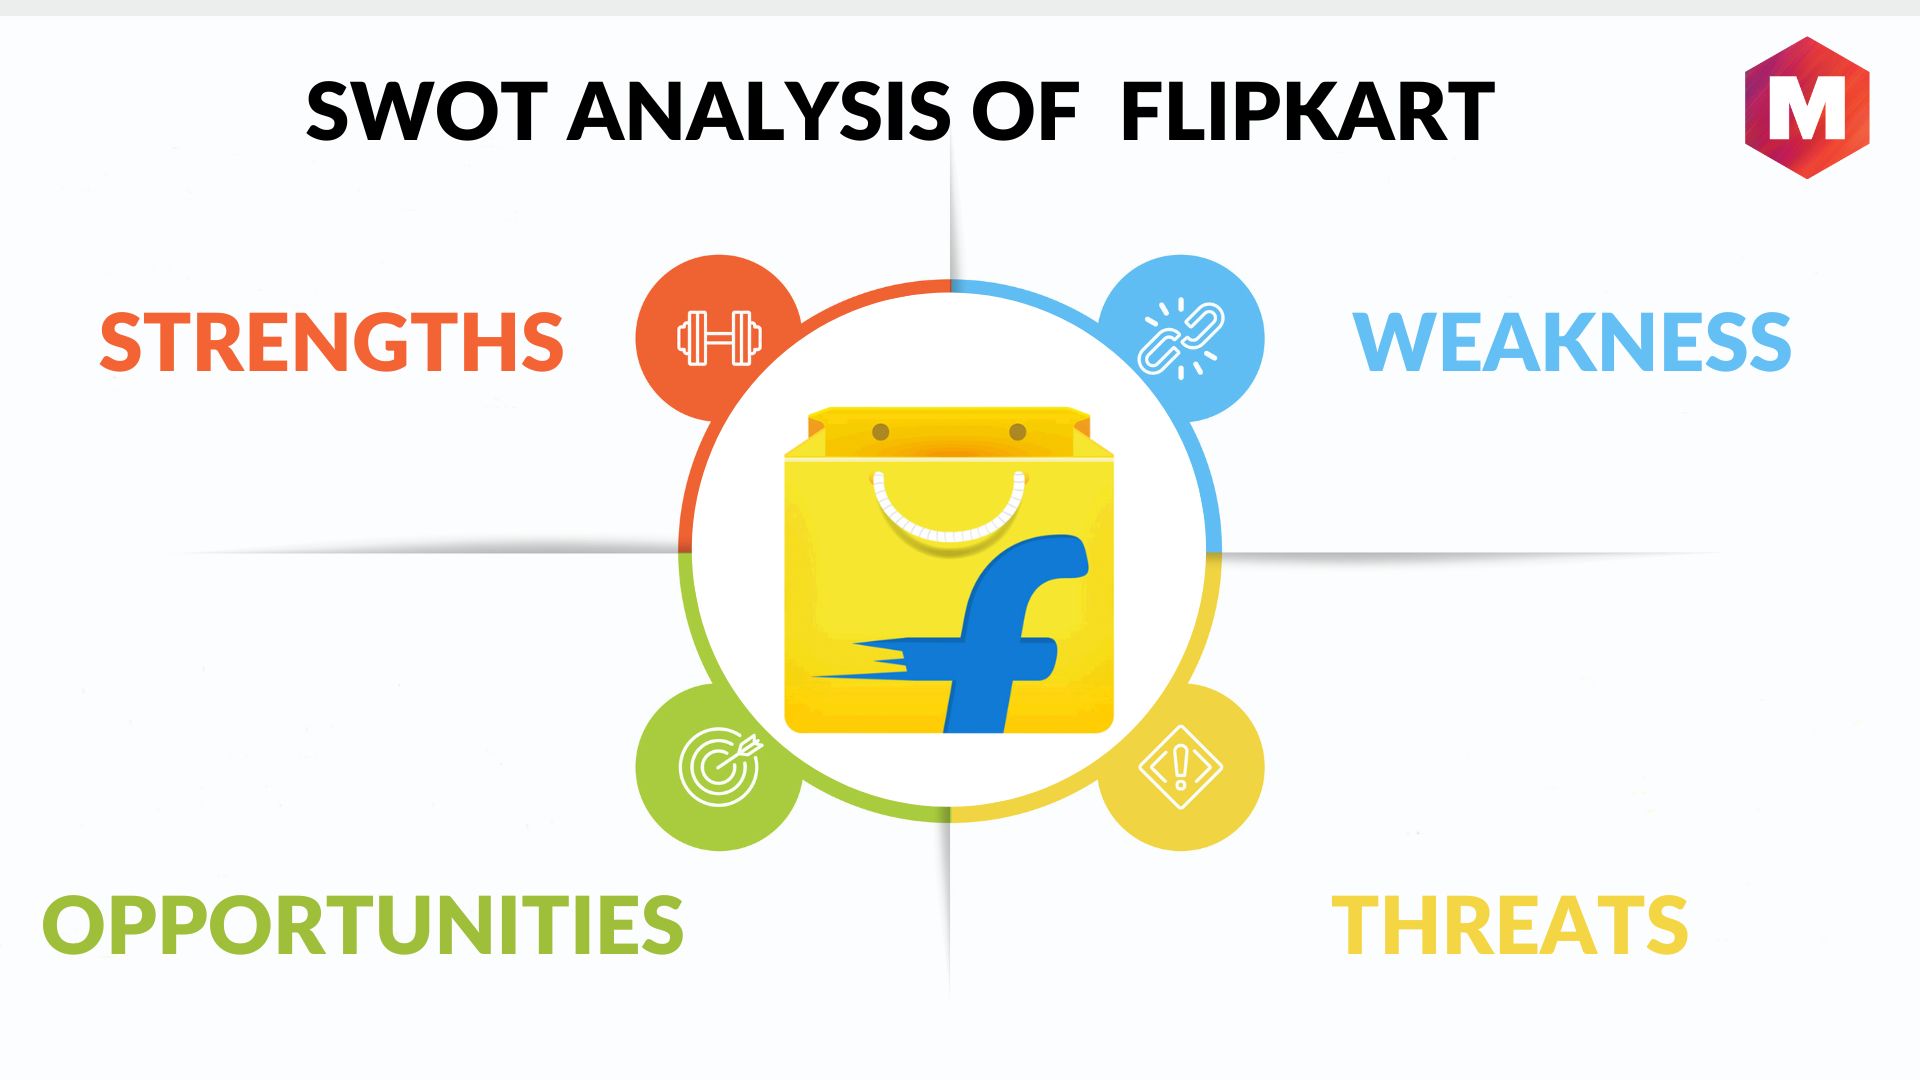 SWOT ANALYSIS OF FLIPKART
M
STRENGTHS
WEAKNESS
f
OPPORTUNITIES
THREATS